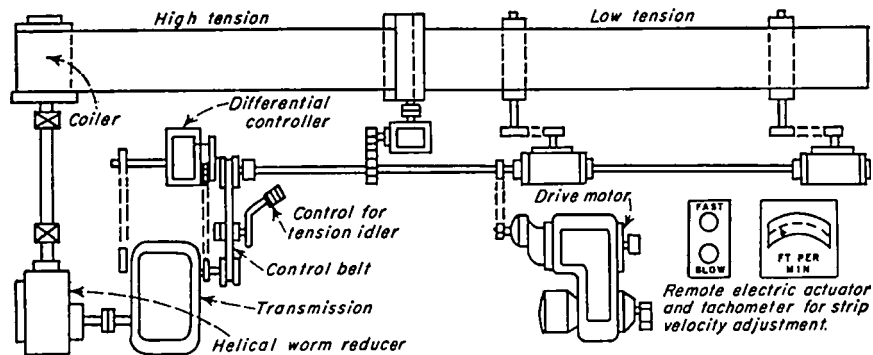 High tension
Low tension
Coiler
Differential
controller
Control for
tension idler
Control belt
Transmission
Helical worm reducer
Drive motor
FAST
SLOW
FT PER
MIN
Remote electric actuator
and tachometer for strip
velocity adjustment.